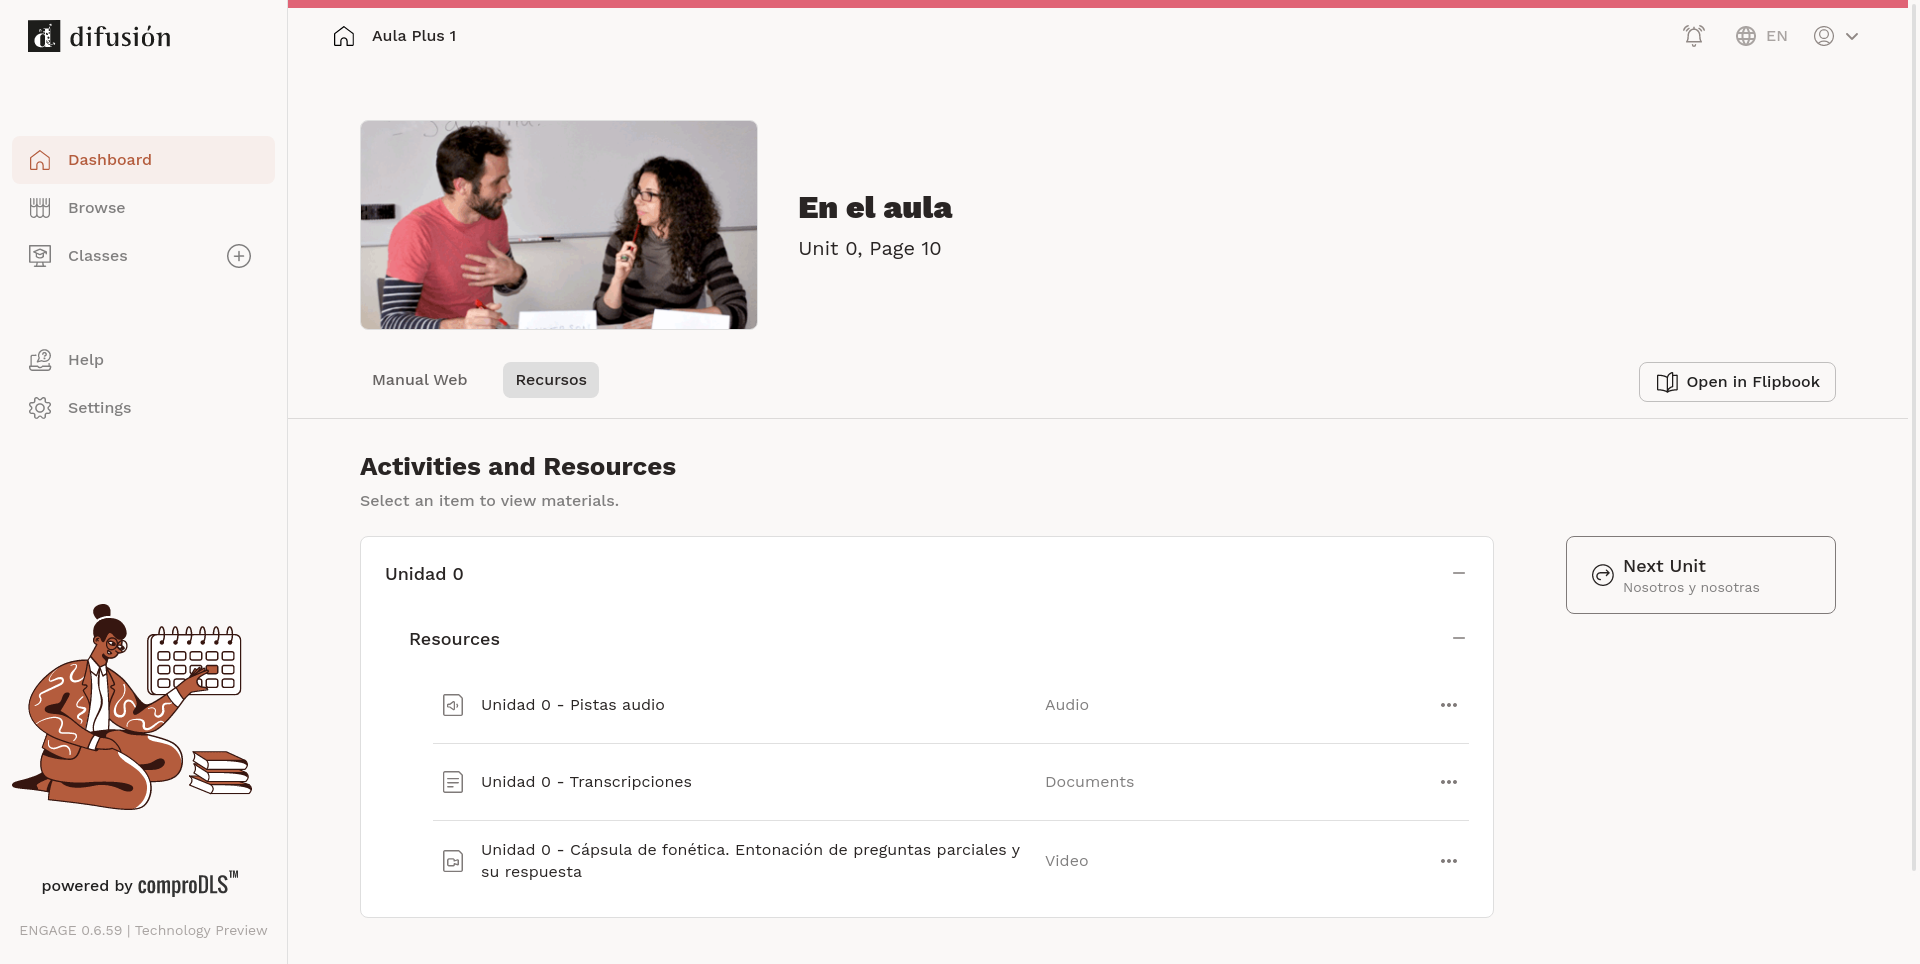 difusión
Aula Plus 1
EN
Dashboard
Browse
Classes
Help
Settings
En el aula
Unit 0, Page 10
Manual Web
Recursos
Open in Flipbook
Activities and Resources
Select an item to view materials.
Unidad 0
Resources
Unidad 0 - Pistas audio
Audio
Unidad 0 - Transcripciones
Documents
Unidad 0 - Cápsula de fonética. Entonación de preguntas parciales y
su respuesta
Video
Next Unit
Nosotros y nosotras
powered by comproDLS™
ENGAGE 0.6.59 | Technology Preview